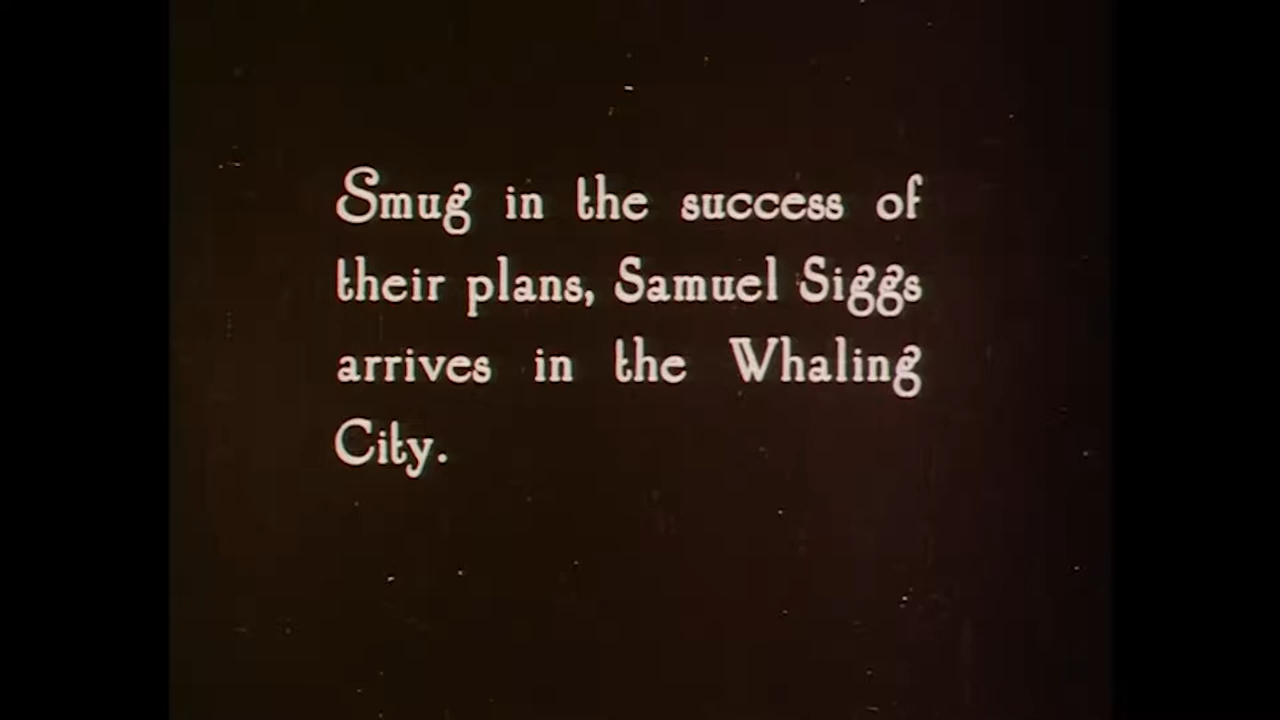 Smug in the success of
their plans, Samuel Siggs
arrives in the Whaling
City.